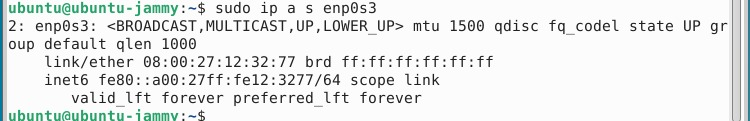 ubuntu@ubuntu-jammy:~$ sudo ip a s enp0s3
2: enp0s3: <BROADCAST,MULTICAST,UP,LOWER_UP> mtu 1500 qdisc fq_codel state UP gr
oup default qlen 1000
    link/ether 08:00:27:12:32:77 brd ff:ff:ff:ff:ff:ff
    inet6 fe80::a00:27ff:fe12:3277/64 scope link
       valid_lft forever preferred_lft forever
ubuntu@ubuntu-jammy:~$